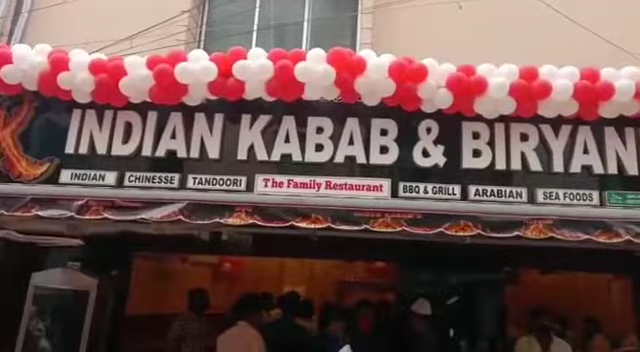 INDIAN KABAB & BIRYAN
INDIAN CHINESSE TANDOORI The Family Restaurant BBQ & GRILL ARABIAN SEA FOODS